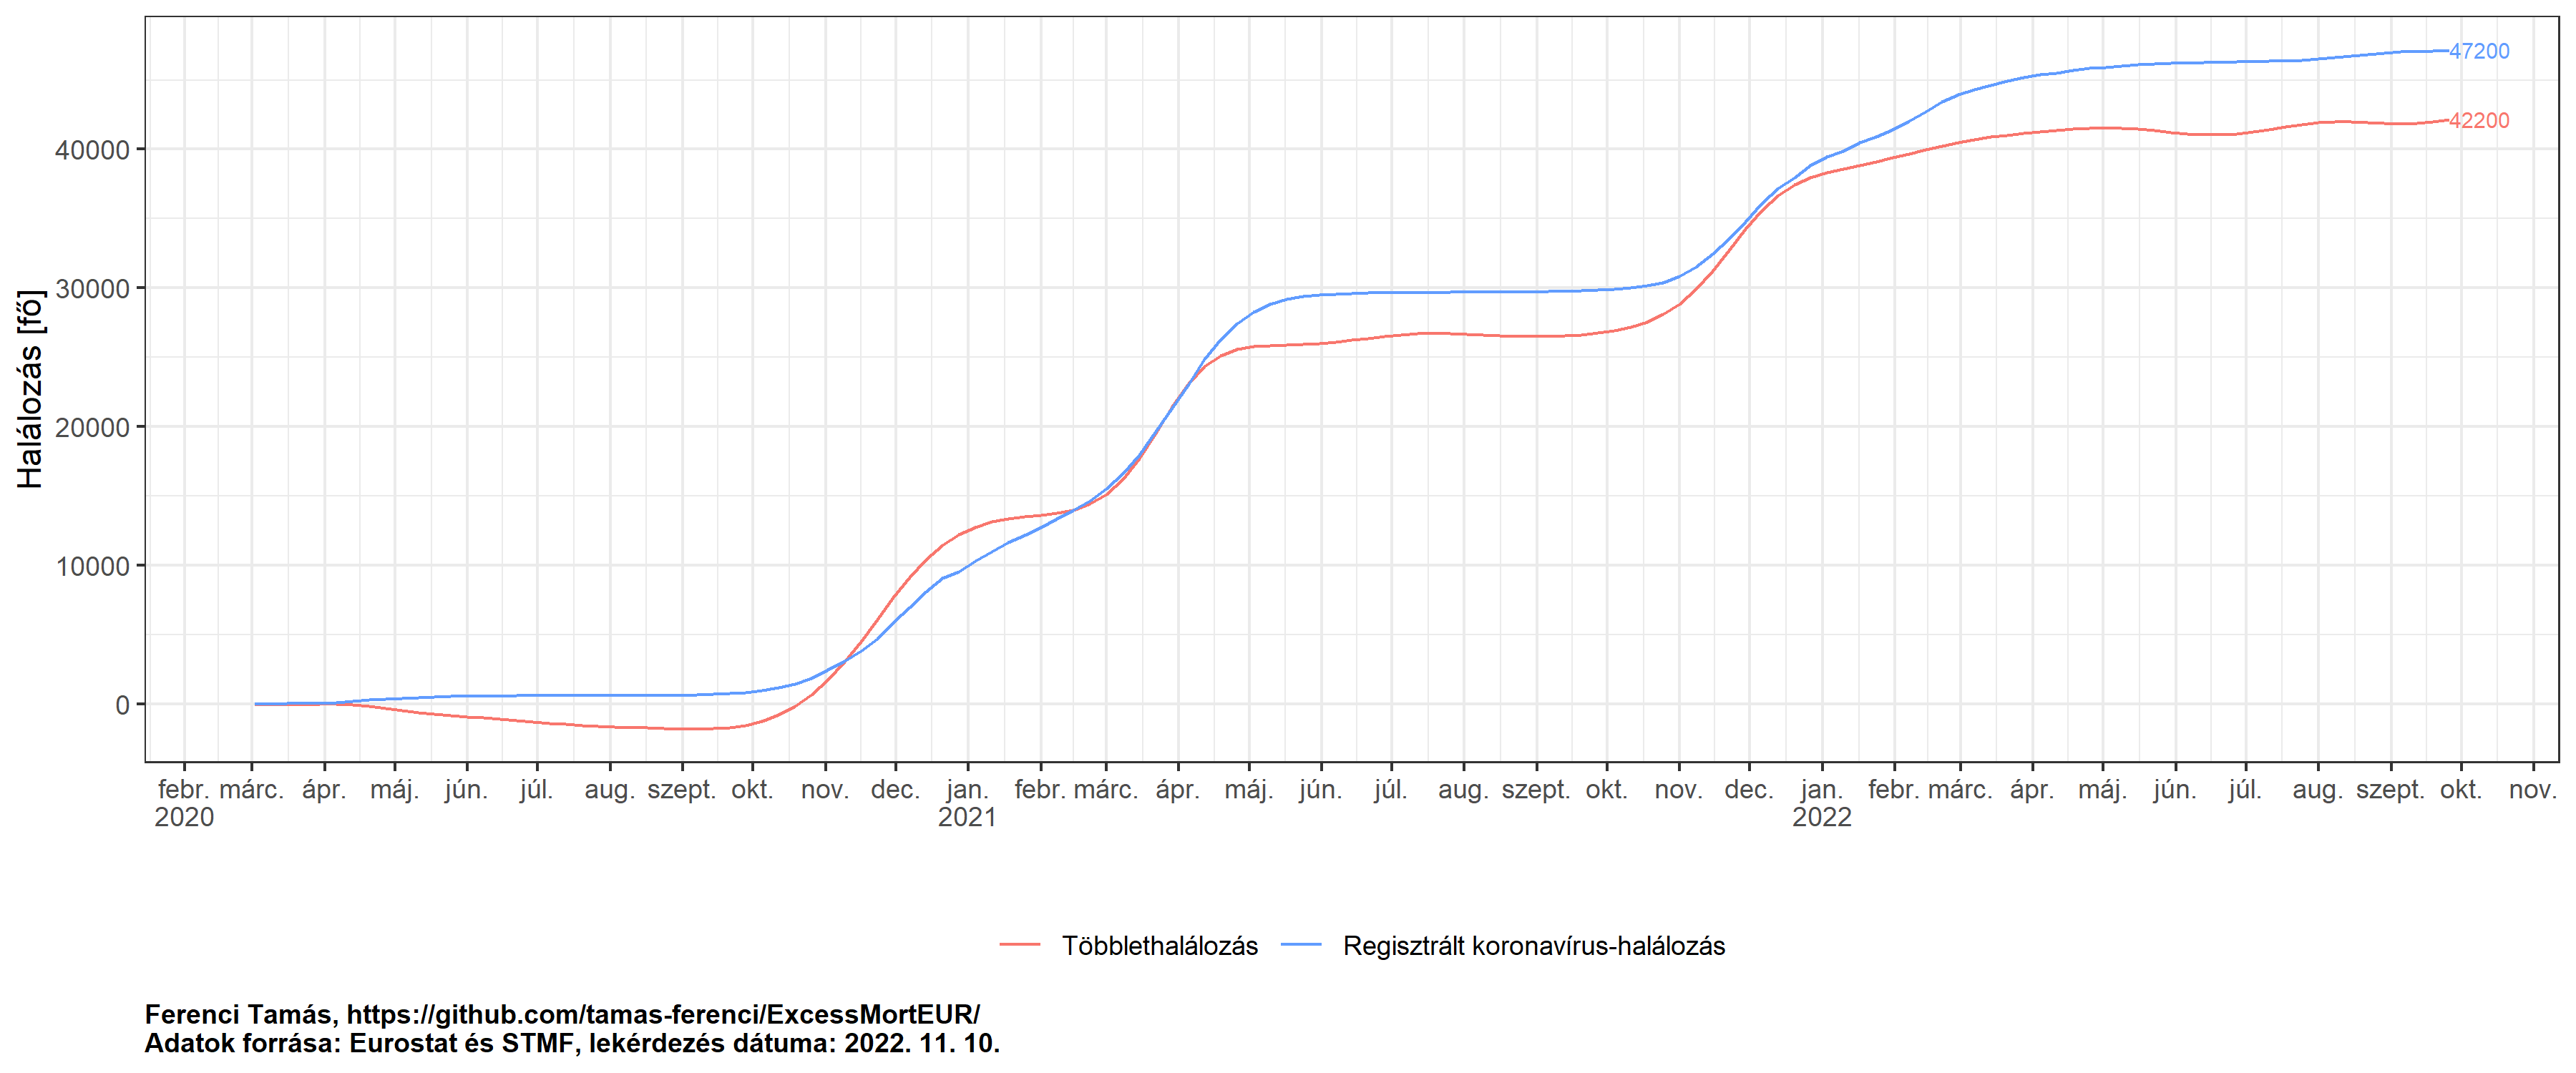 47200
42200
40000
30000
20000
10000
0
Halálozás [fő]
febr. márc. ápr. máj. jún. júl. aug. szept. okt. nov. dec. jan. febr. márc. ápr. máj. jún. júl. aug. szept. okt. nov. dec. jan. febr. márc. ápr. máj. jún. júl. aug. szept. okt. nov.
2020 2021 2022
Többlethalálozás Regisztrált koronavírus-halálozás
Ferenci Tamás, https://github.com/tamas-ferenci/ExcessMortEUR/
Adatok forrása: Eurostat és STMF, lekérdezés dátuma: 2022. 11. 10.